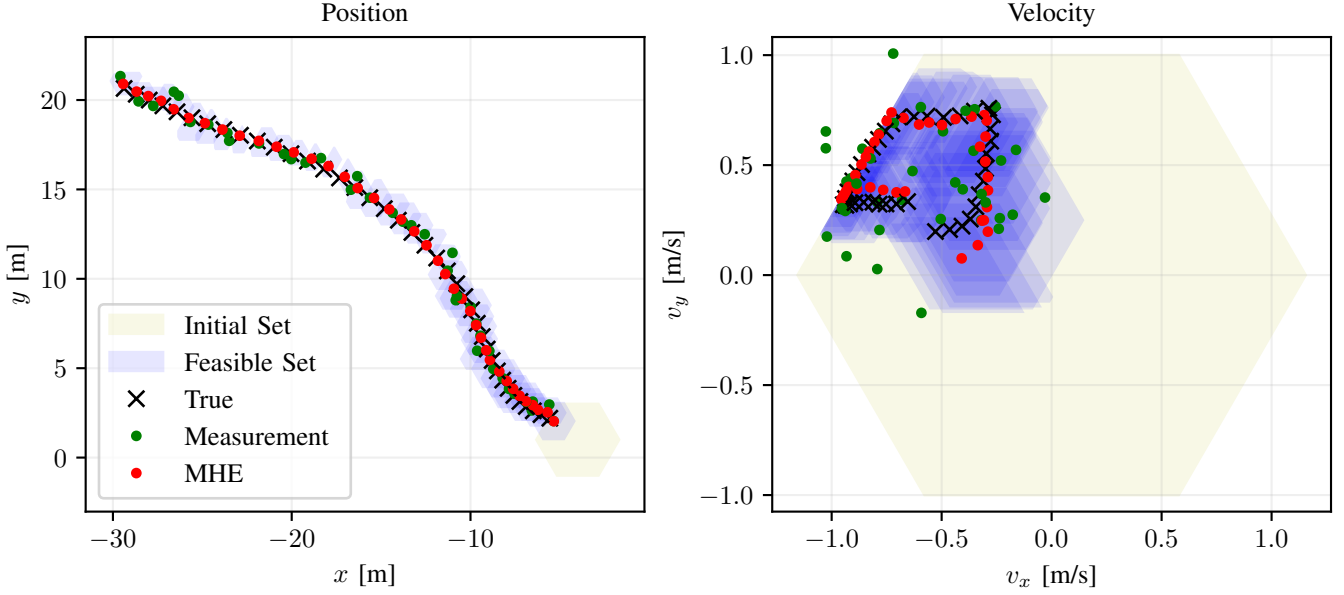 Position
20
15
10
5
0
y [m]
−30
−20
−10
x [m]
Initial Set
Feasible Set
True
Measurement
MHE
Velocity
1.0
0.5
0.0
−0.5
−1.0
v_y [m/s]
−1.0
−0.5
0.0
0.5
1.0
v_x [m/s]